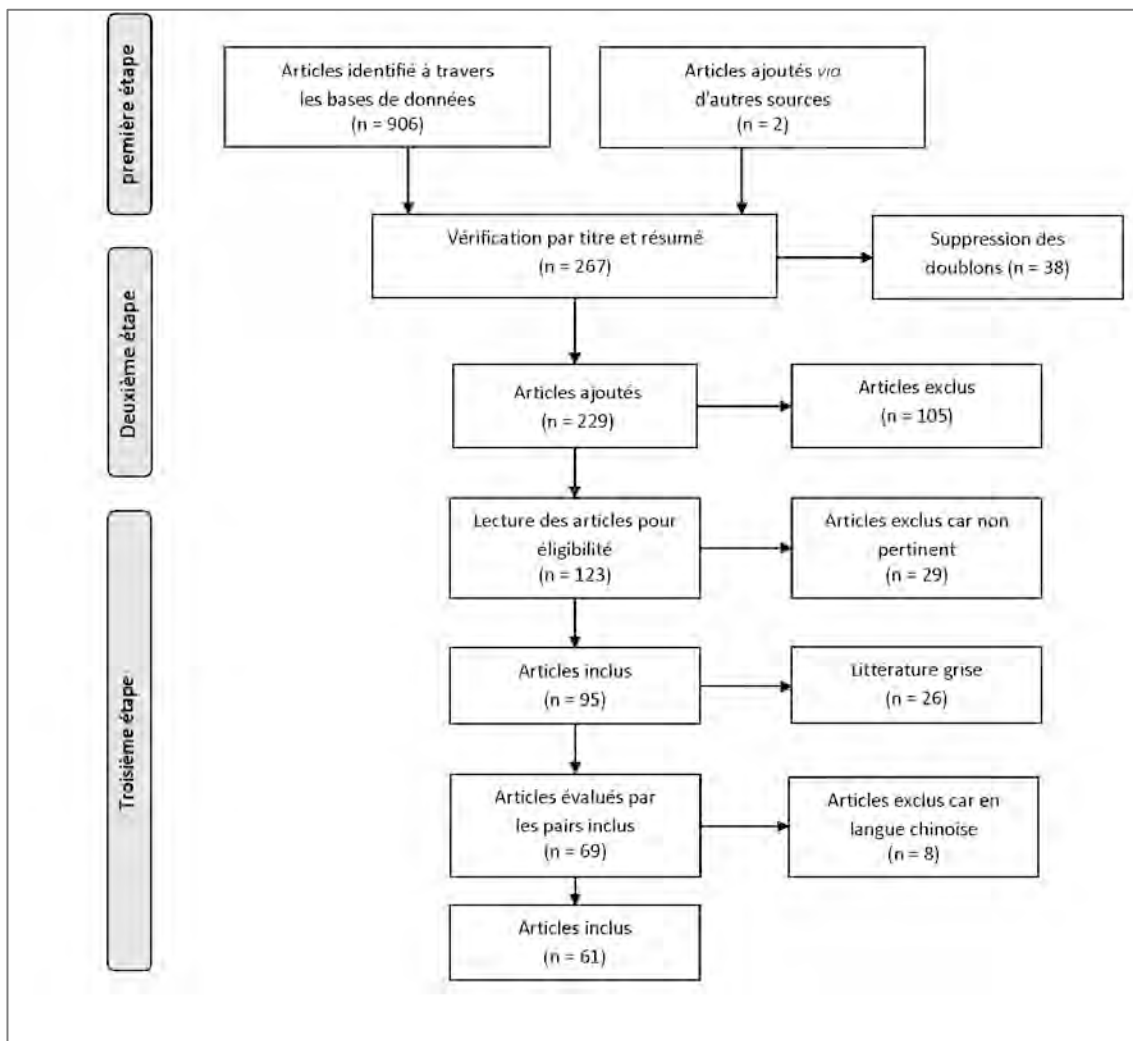 première étape
Articles identifié à travers
les bases de données
(n = 906)
Articles ajoutés via
d'autres sources
(n = 2)
Vérification par titre et résumé
(n = 267)
Suppression des
doublons (n = 38)
Deuxième étape
Articles ajoutés
(n = 229)
Articles exclus
(n = 105)
Troisième étape
Lecture des articles pour
éligibilité
(n = 123)
Articles exclus car non
pertinent
(n = 29)
Articles inclus
(n = 95)
Littérature grise
(n = 26)
Articles évalués par
les pairs inclus
(n = 69)
Articles exclus car en
langue chinoise
(n = 8)
Articles inclus
(n = 61)